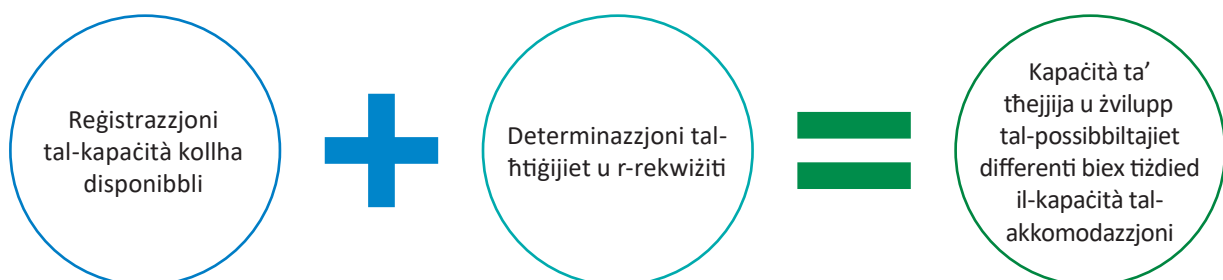 Reġistrazzjoni
tal-kapaċità kollha
disponibbli
Determinazzjoni tal-
ħtiġijiet u r-rekwiżiti
Kapaċità ta'
tħejjija u żvilupp
tal-possibbiltajiet
differenti biex tiżdied
il-kapaċità tal-
akkomodazzjoni